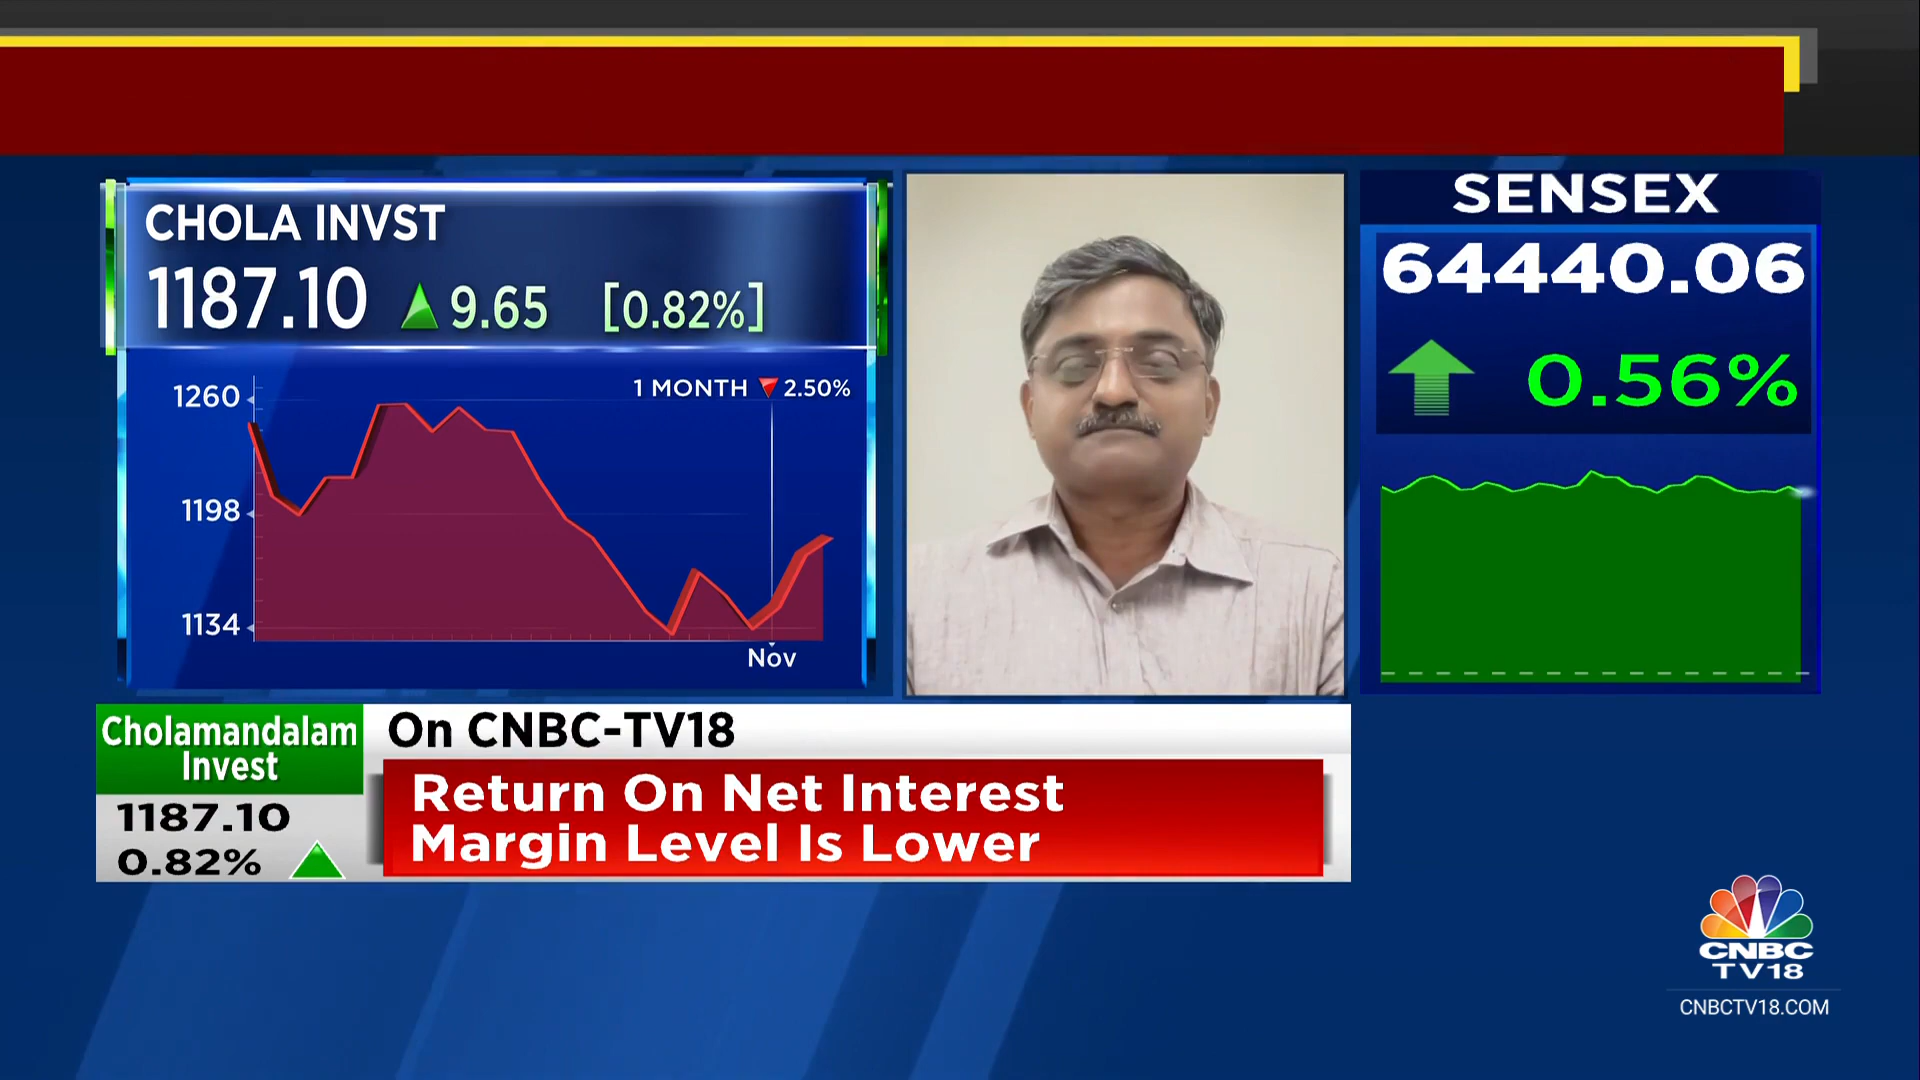 CHOLA INVST
1187.10 ▲ 9.65 [0.82%]
1 MONTH ▼ 2.50%
1260
1198
1134
Nov
SENSEX
64440.06
0.56%
Cholamandalam
Invest
1187.10
0.82%
On CNBC-TV18
Return On Net Interest
Margin Level Is Lower
CNBC
TV18
CNBCTV18.COM